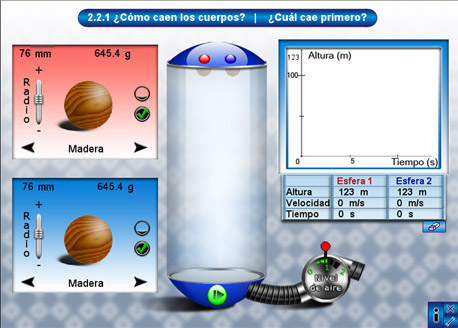 2.2.1 ¿Cómo caen los cuerpos? | ¿Cuál cae primero?
76 mm 645.4 g
+
Radio
-
Madera
76 mm 645.4 g
+
Radio
-
Madera
123 Altura (m)
100
5
Tiempo (s)
Esfera 1 Esfera 2
Altura 123 m 123 m
Velocidad 0 m/s 0 m/s
Tiempo 0 s 0 s
0 1 2
Nivel
de aire
i